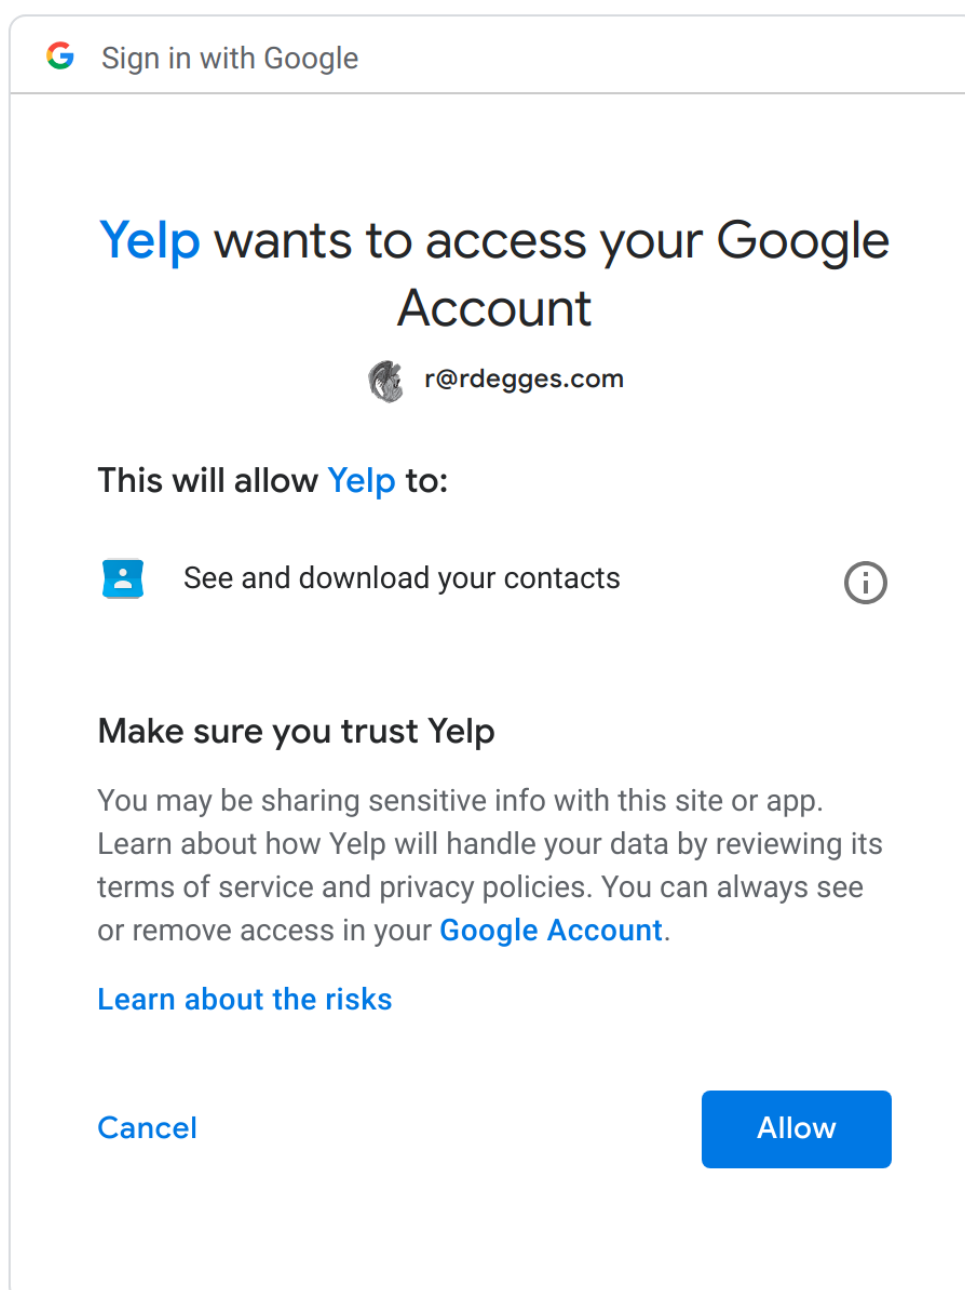 Sign in with Google
Yelp wants to access your Google
Account
r@rdegges.com
This will allow Yelp to:
See and download your contacts
Make sure you trust Yelp
You may be sharing sensitive info with this site or app.
Learn about how Yelp will handle your data by reviewing its
terms of service and privacy policies. You can always see
or remove access in your Google Account.
Learn about the risks
Cancel
Allow